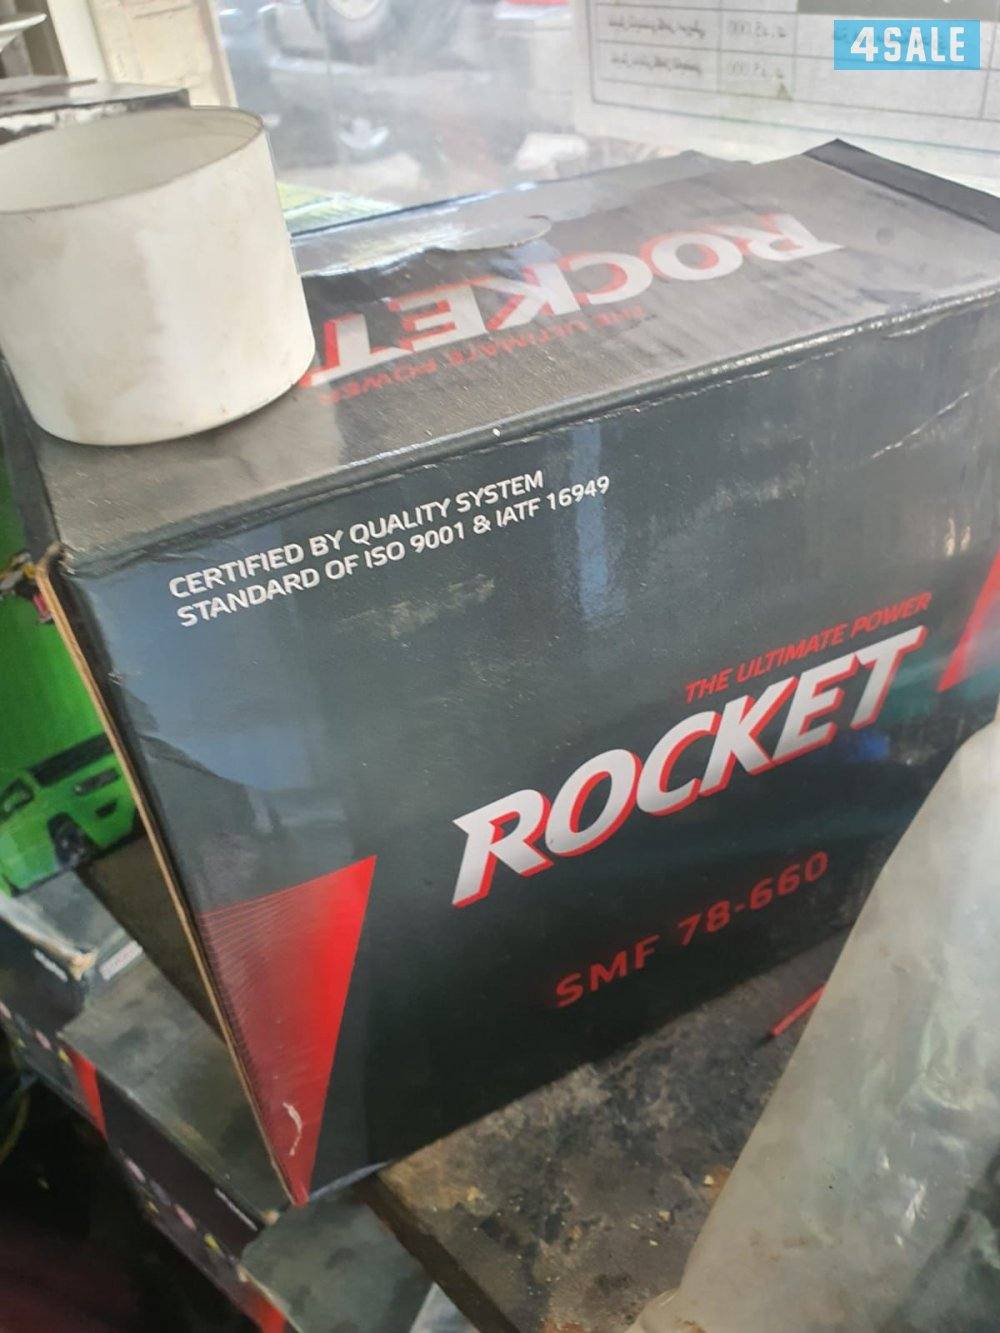 4SALE
ROCKET
THE ULTIMATE POWER
CERTIFIED BY QUALITY SYSTEM
STANDARD OF ISO 9001 & IATF 16949
THE ULTIMATE POWER
ROCKET
SMF 78-660